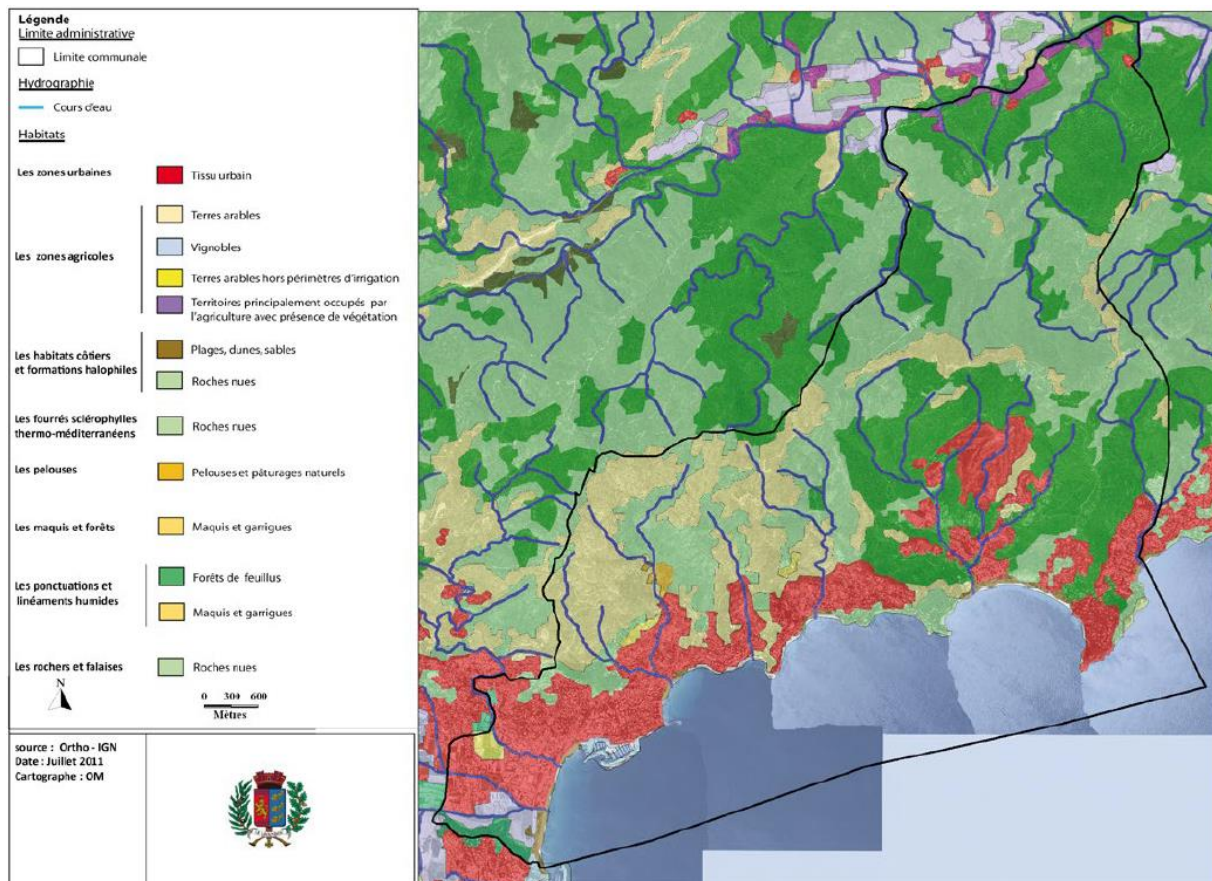 Légende
Limite administrative
Limite communale
Hydrographie
Cours d'eau
Habitats
Les zones urbaines
Tissu urbain
Les zones agricoles
Terres arables
Vignobles
Terres arables hors périmètres d'irrigation
Territoires principalement occupés par
l'agriculture avec présence de végétation
Les habitats côtiers
et formations halophiles
Plages, dunes, sables
Roches nues
Les fourrés sclérophylles
thermo-méditerranéens
Roches nues
Les pelouses
Pelouses et pâturages naturels
Les maquis et forêts
Maquis et garrigues
Les ponctuations et
linéaments humides
Forêts de feuillus
Maquis et garrigues
Les rochers et falaises
Roches nues
N
0 300 600
Mètres
source : Ortho - IGN
Date : Juillet 2011
Cartographe : OM